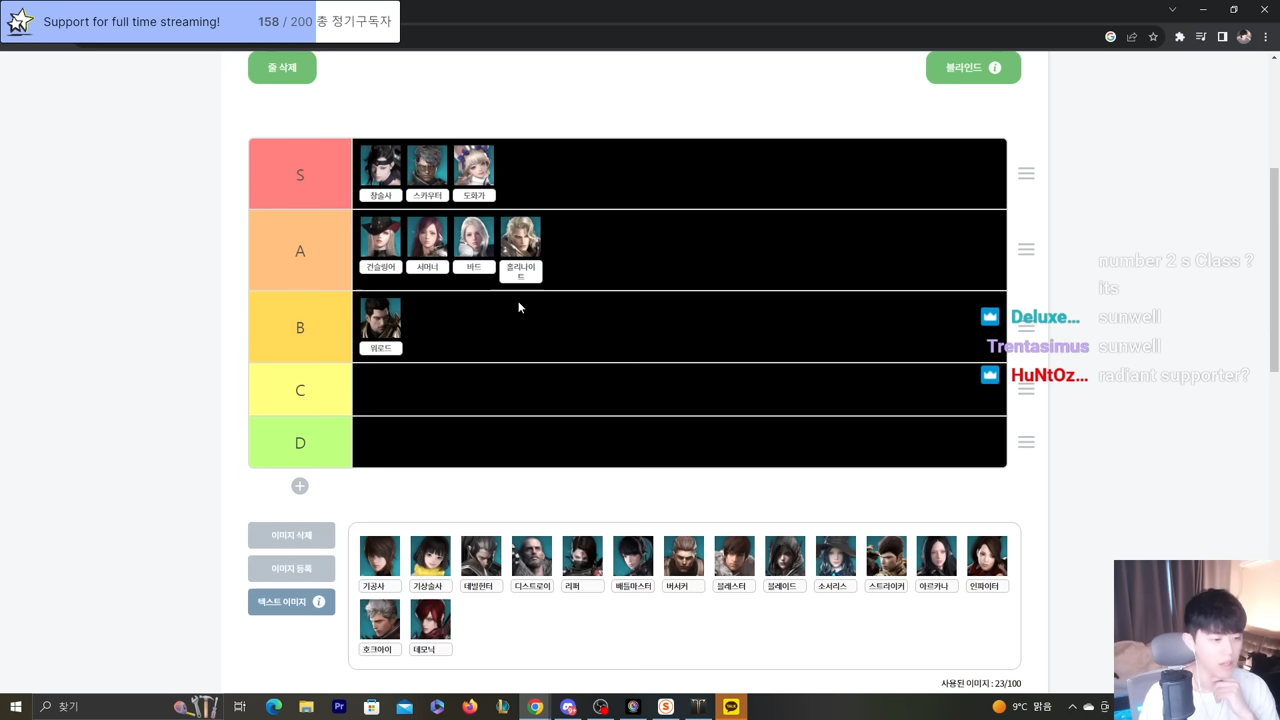 Support for full time streaming! 158 / 200 총 정기구독자
줄 삭제
블라인드 i
S
창술사 스카우터 도화가
A
건슬링어 서머너 바드 홀리나이
트
B
워로드
C
D
number 2 s Class ?
its
Deluxe... sunwell
Trentasimus sunwell
HuNtOz... radiant supporter?
이미지 삭제
이미지 등록
텍스트 이미지 i
기공사 기상술사 데빌헌터 디스트로이 리퍼 배틀마스터 버서커 블래스터 블레이드 소서리스 스트라이커 아르카나 인파이터
호크아이 데모닉
사용된 이미지 : 23/100
찾기
9°C 맑음